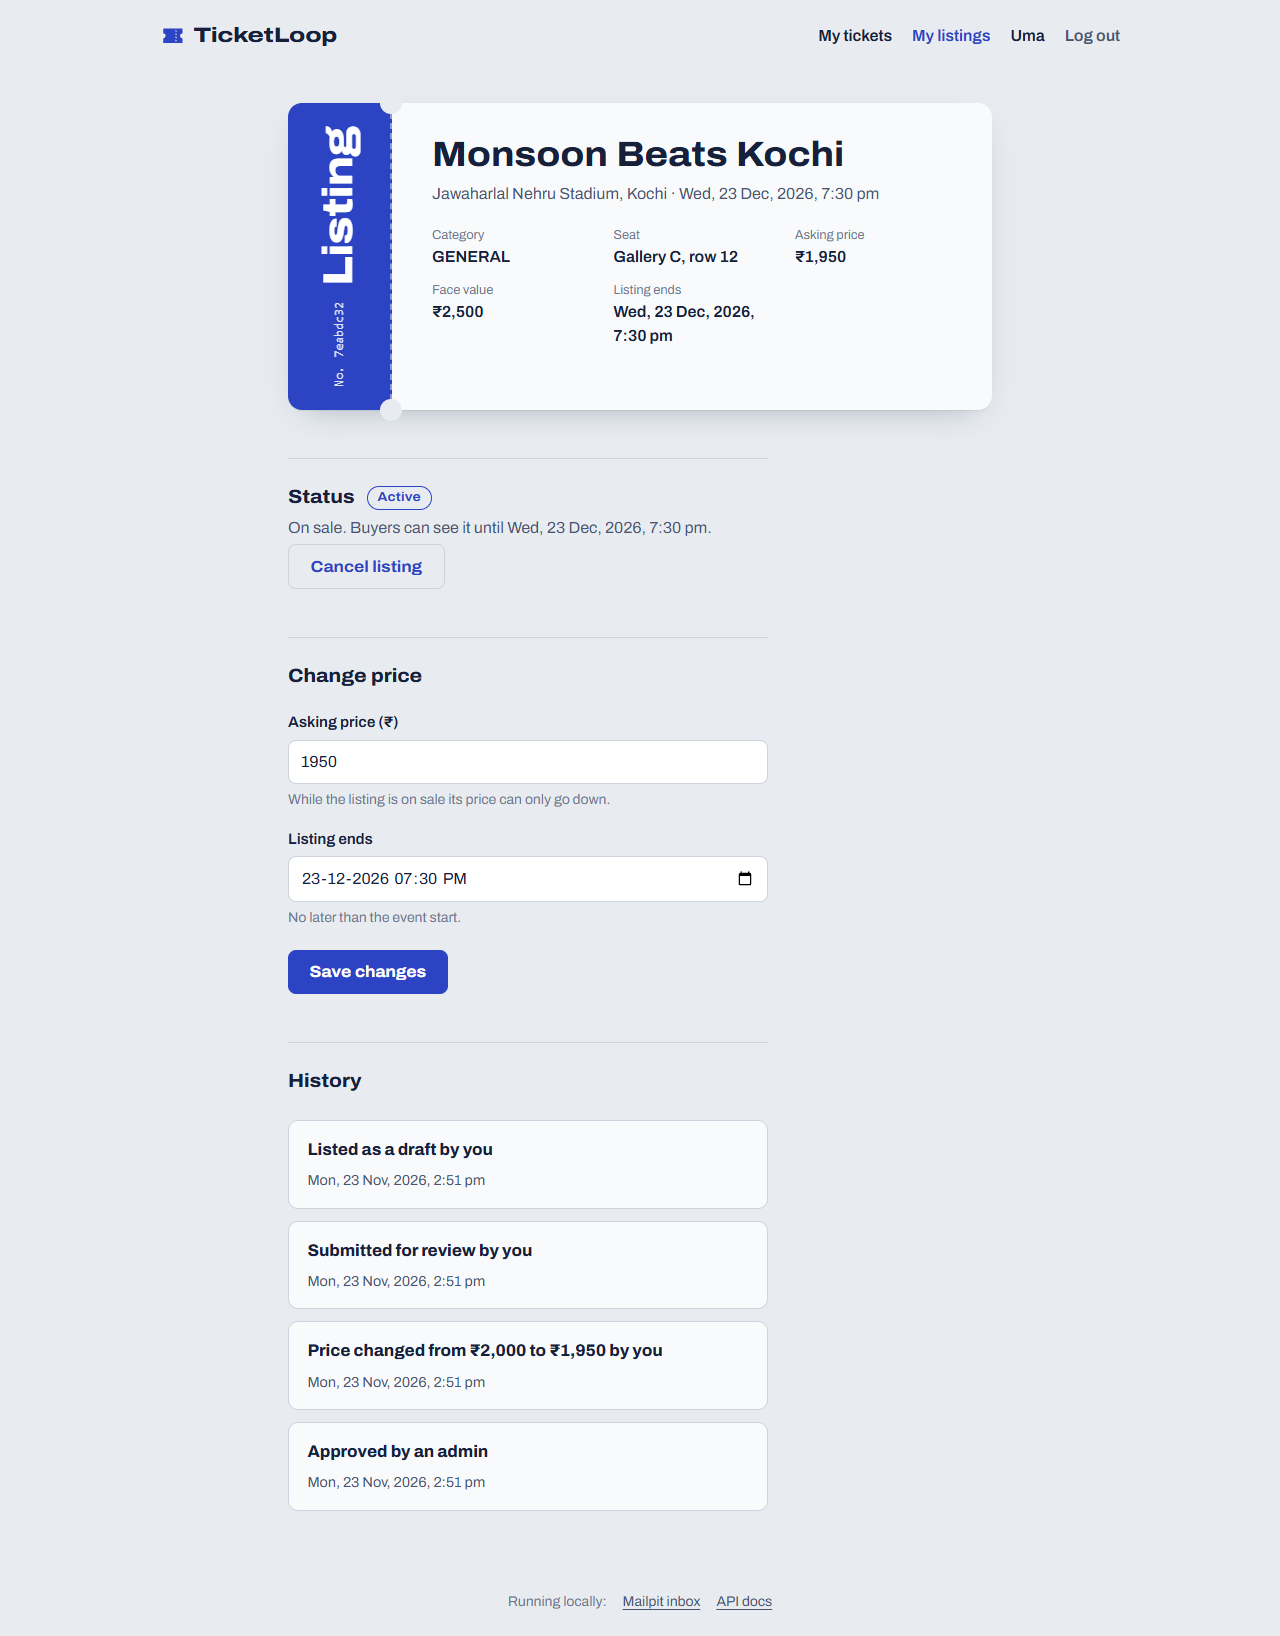 TicketLoop
My tickets My listings Uma Log out
Listing
No. 7eabdc32
Monsoon Beats Kochi
Jawaharlal Nehru Stadium, Kochi · Wed, 23 Dec, 2026, 7:30 pm
Category Seat Asking price
GENERAL Gallery C, row 12 ₹1,950
Face value Listing ends
₹2,500 Wed, 23 Dec, 2026,
7:30 pm
Status Active
On sale. Buyers can see it until Wed, 23 Dec, 2026, 7:30 pm.
Cancel listing
Change price
Asking price (₹)
1950
While the listing is on sale its price can only go down.
Listing ends
23-12-2026 07:30 PM
No later than the event start.
Save changes
History
Listed as a draft by you
Mon, 23 Nov, 2026, 2:51 pm
Submitted for review by you
Mon, 23 Nov, 2026, 2:51 pm
Price changed from ₹2,000 to ₹1,950 by you
Mon, 23 Nov, 2026, 2:51 pm
Approved by an admin
Mon, 23 Nov, 2026, 2:51 pm
Running locally: Mailpit inbox API docs